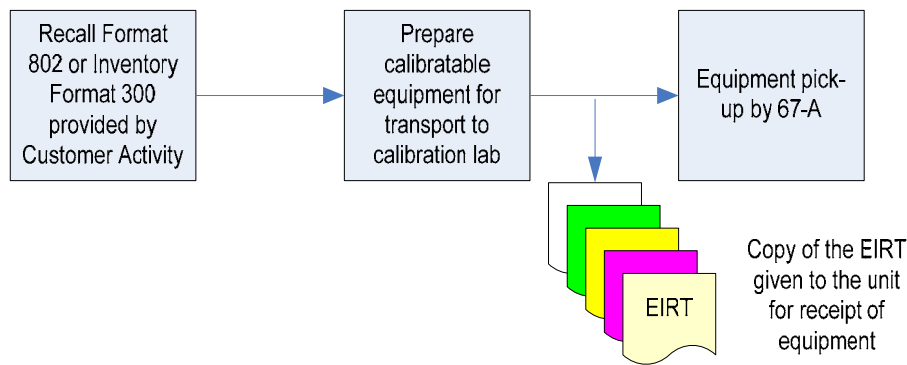 Recall Format
802 or Inventory
Format 300
provided by
Customer Activity
Prepare
calibratable
equipment for
transport to
calibration lab
Equipment pick-
up by 67-A
EIRT
Copy of the EIRT
given to the unit
for receipt of
equipment